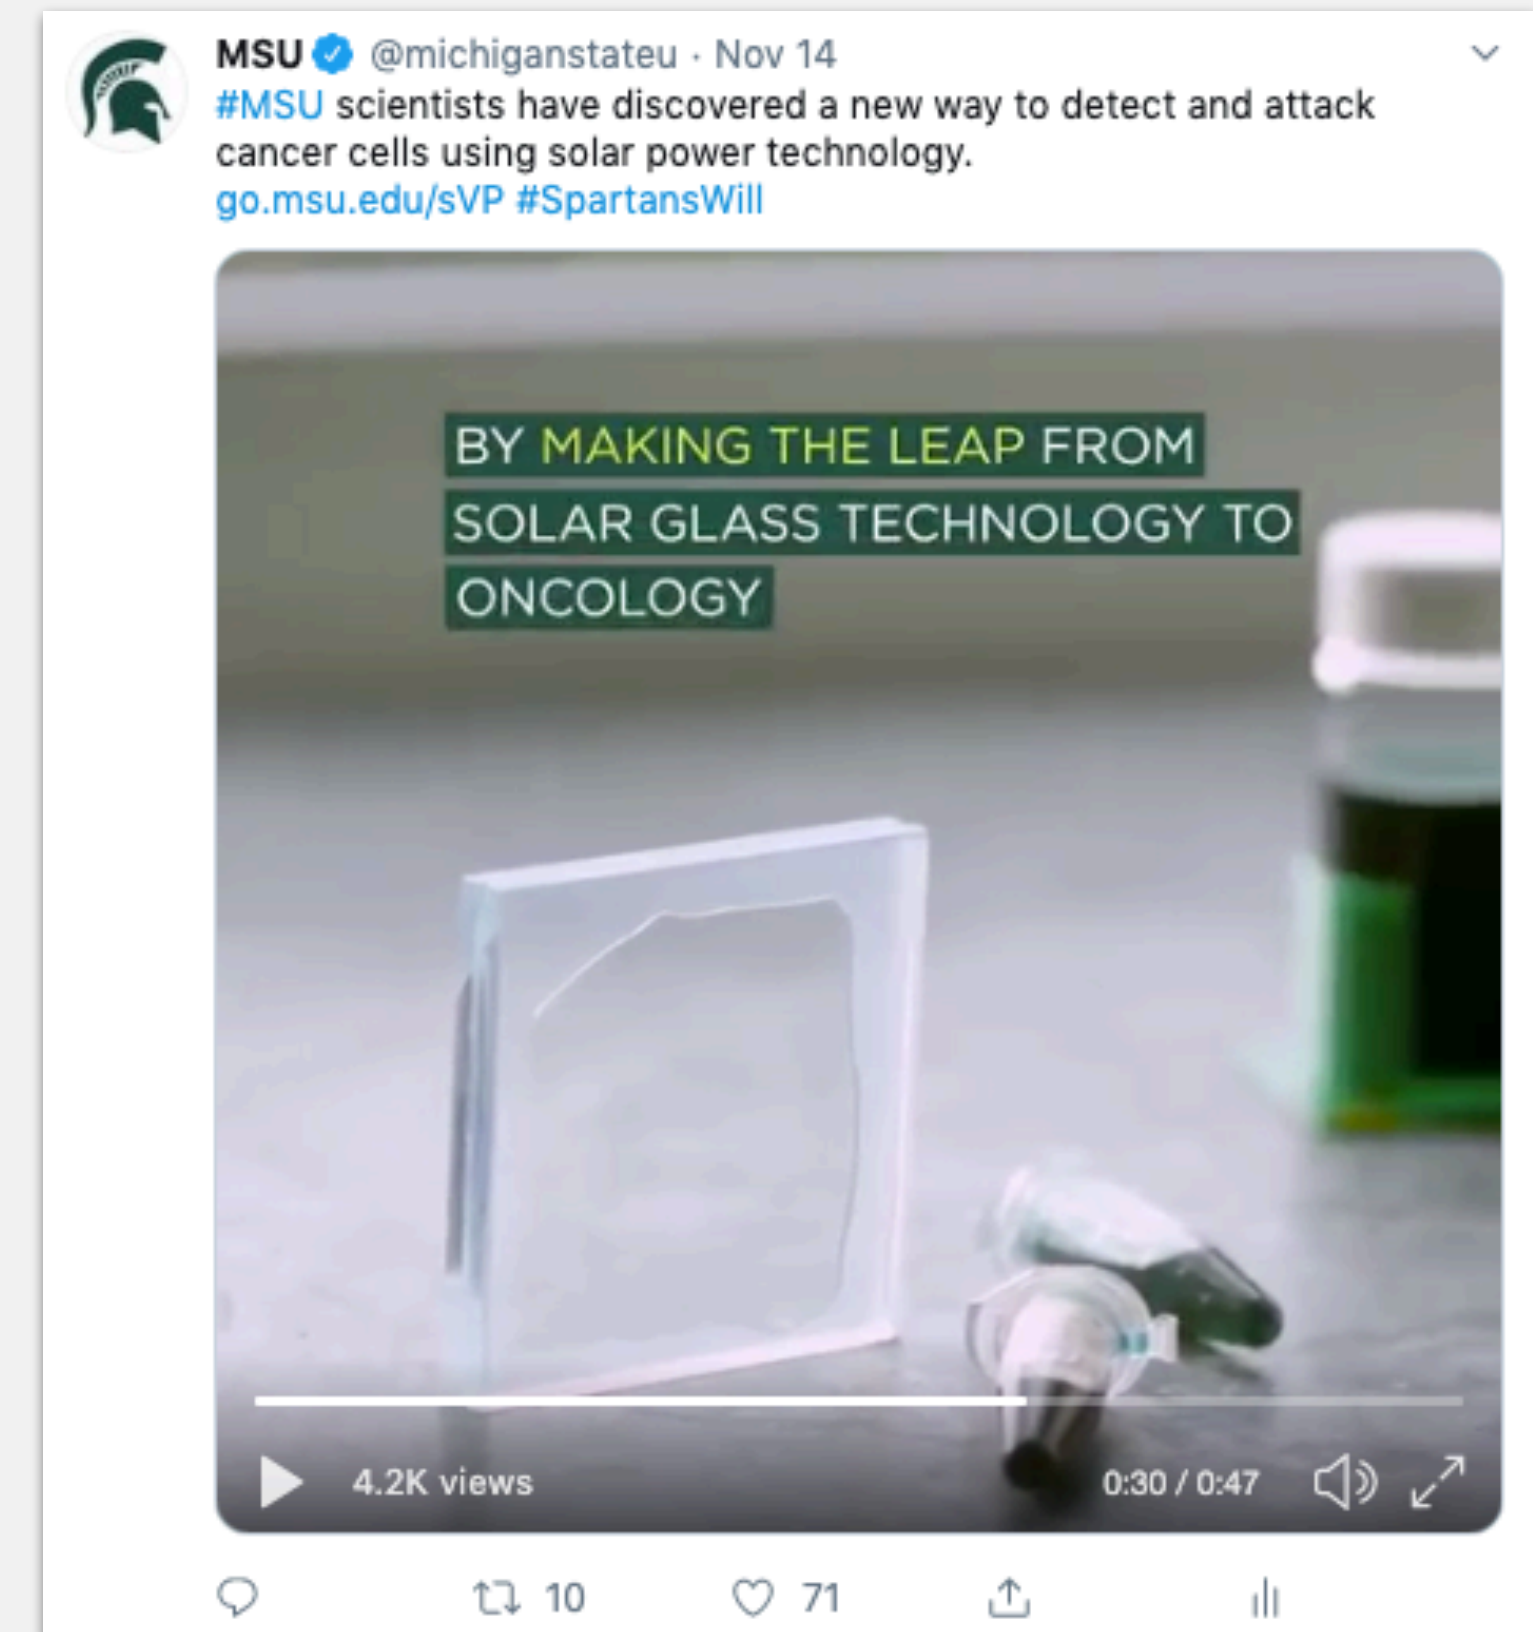 MSU @michiganstateu · Nov 14
#MSU scientists have discovered a new way to detect and attack
cancer cells using solar power technology.
go.msu.edu/sVP #SpartansWill
BY MAKING THE LEAP FROM
SOLAR GLASS TECHNOLOGY TO
ONCOLOGY
4.2K views 0:30 / 0:47
10 71